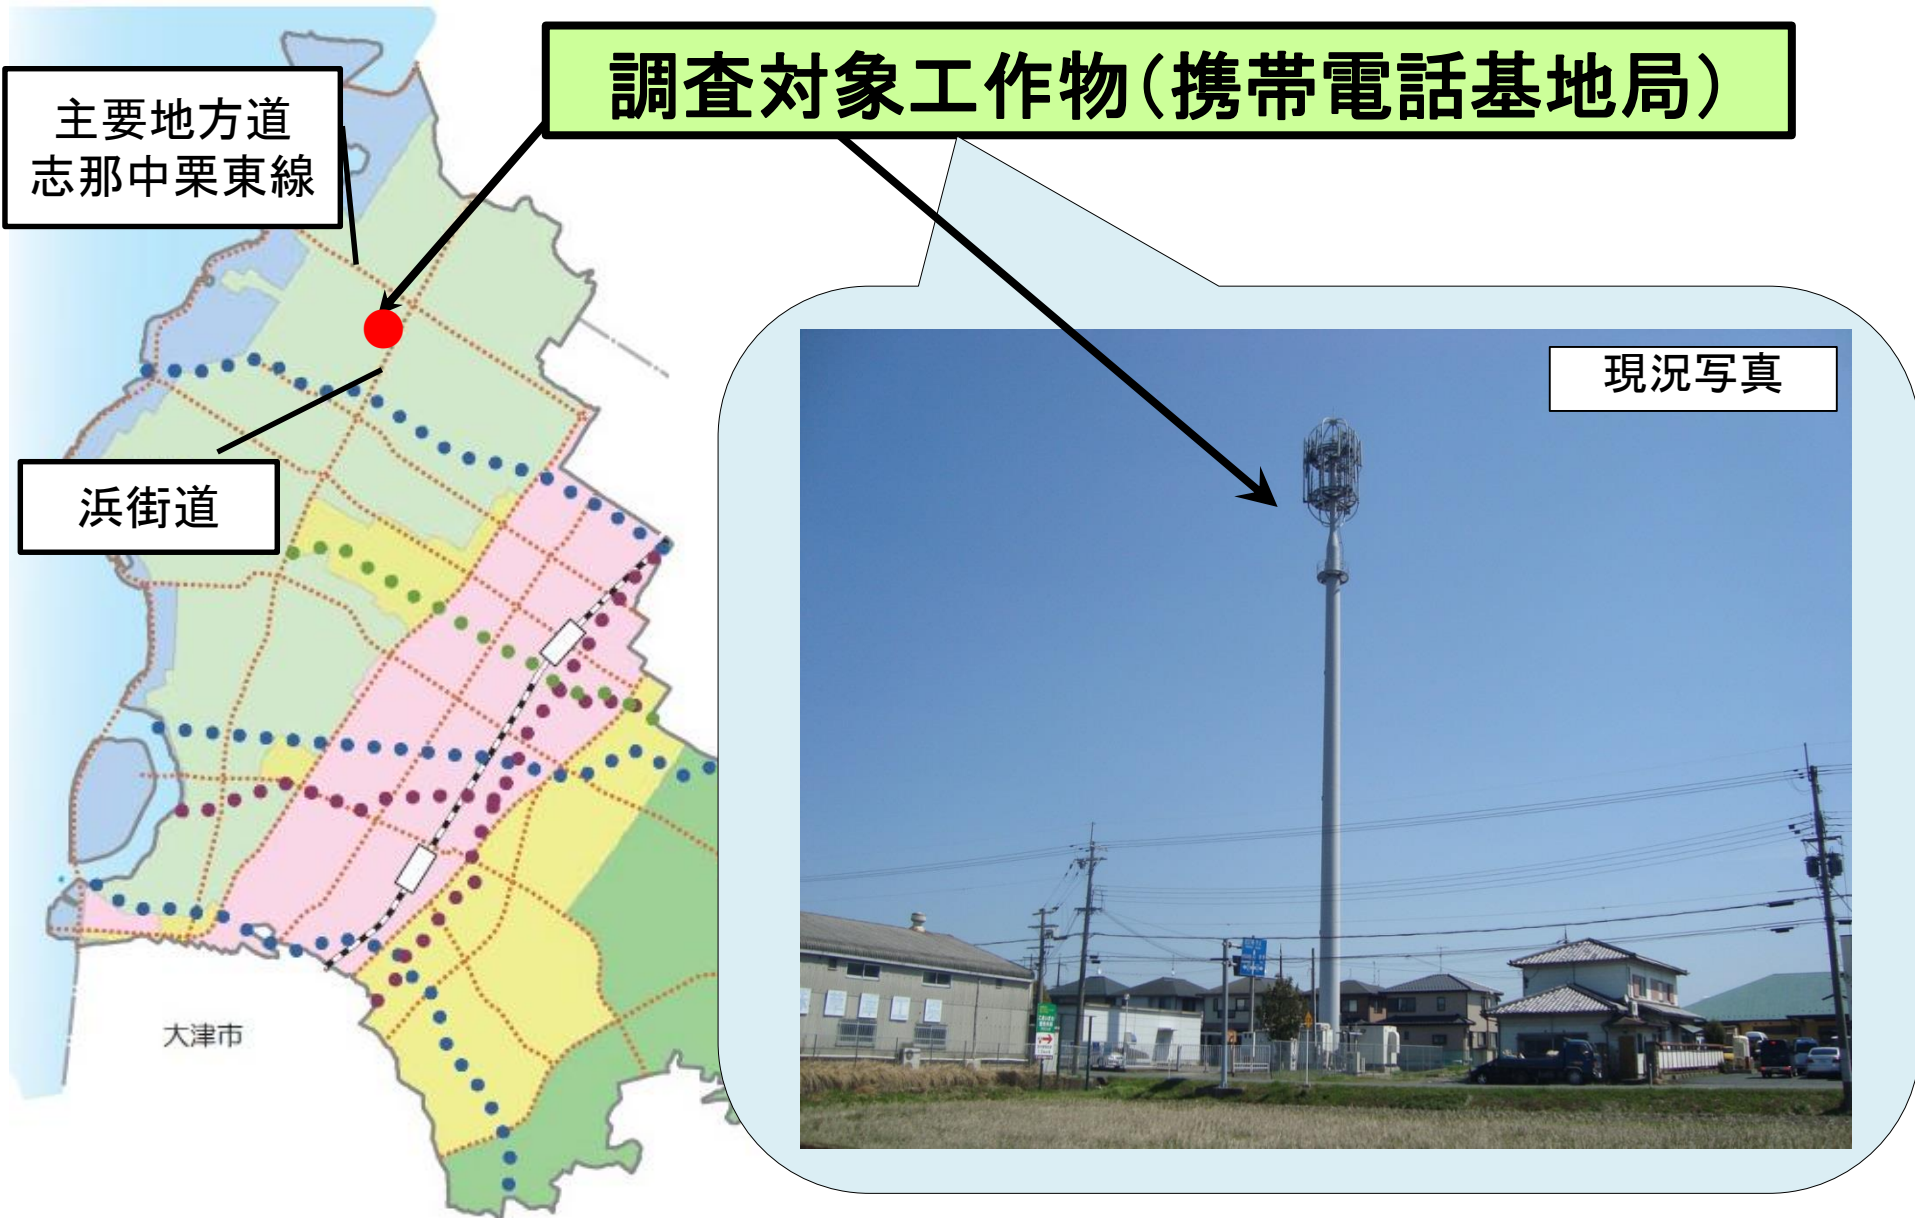 調査対象工作物（携帯電話基地局）
主要地方道
志那中栗東線
現況写真
浜街道
大津市